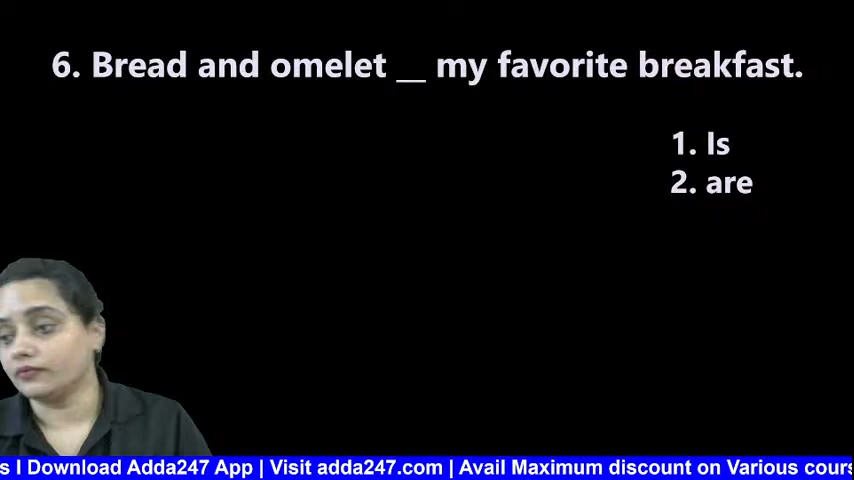 6. Bread and omelet __ my favorite breakfast.
1. Is
2. are
s I Download Adda247 App | Visit adda247.com | Avail Maximum discount on Various cours